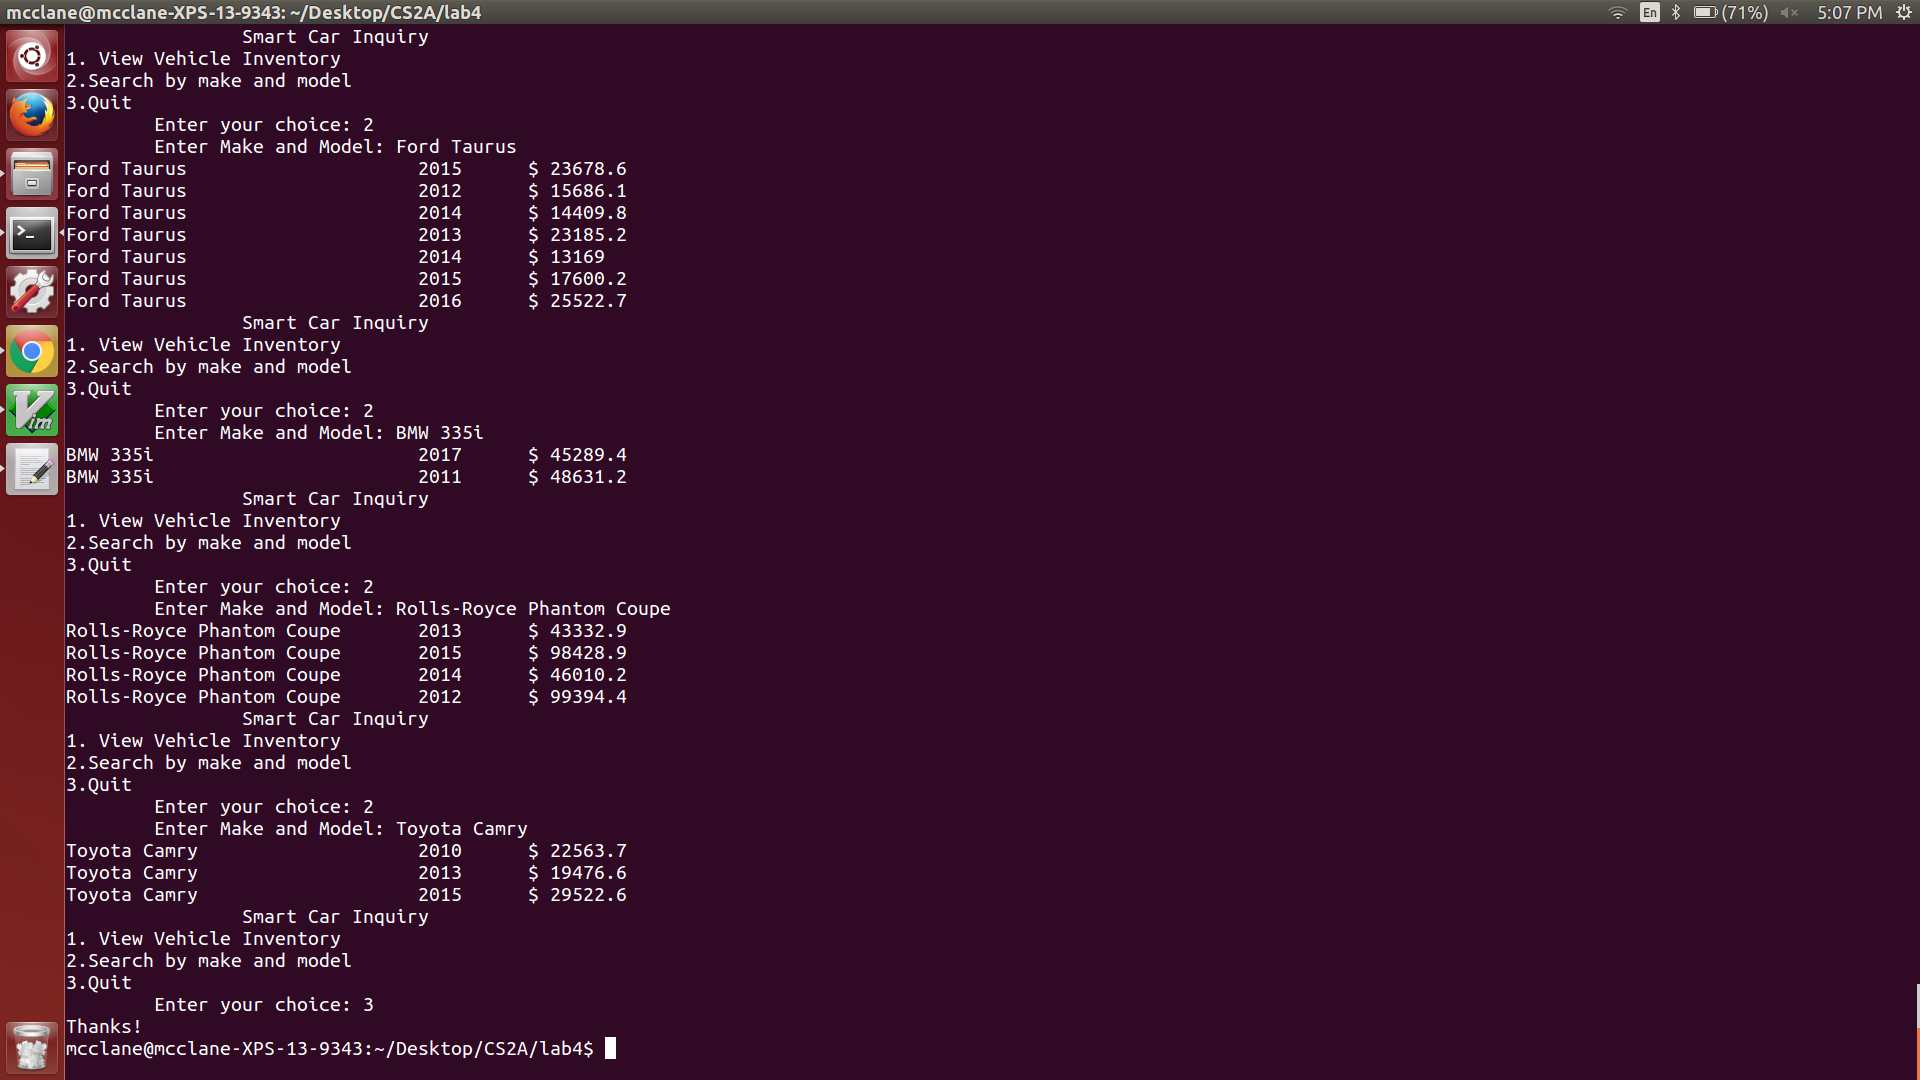 mcclane@mcclane-XPS-13-9343: ~/Desktop/CS2A/lab4 En (71%) 5:07 PM
Smart Car Inquiry
1. View Vehicle Inventory
2.Search by make and model
3.Quit
Enter your choice: 2
Enter Make and Model: Ford Taurus
Ford Taurus 2015 $ 23678.6
Ford Taurus 2012 $ 15686.1
Ford Taurus 2014 $ 14409.8
Ford Taurus 2013 $ 23185.2
Ford Taurus 2014 $ 13169
Ford Taurus 2015 $ 17600.2
Ford Taurus 2016 $ 25522.7
Smart Car Inquiry
1. View Vehicle Inventory
2.Search by make and model
3.Quit
Enter your choice: 2
Enter Make and Model: BMW 335i
BMW 335i 2017 $ 45289.4
BMW 335i 2011 $ 48631.2
Smart Car Inquiry
1. View Vehicle Inventory
2.Search by make and model
3.Quit
Enter your choice: 2
Enter Make and Model: Rolls-Royce Phantom Coupe
Rolls-Royce Phantom Coupe 2013 $ 43332.9
Rolls-Royce Phantom Coupe 2015 $ 98428.9
Rolls-Royce Phantom Coupe 2014 $ 46010.2
Rolls-Royce Phantom Coupe 2012 $ 99394.4
Smart Car Inquiry
1. View Vehicle Inventory
2.Search by make and model
3.Quit
Enter your choice: 2
Enter Make and Model: Toyota Camry
Toyota Camry 2010 $ 22563.7
Toyota Camry 2013 $ 19476.6
Toyota Camry 2015 $ 29522.6
Smart Car Inquiry
1. View Vehicle Inventory
2.Search by make and model
3.Quit
Enter your choice: 3
Thanks!
mcclane@mcclane-XPS-13-9343:~/Desktop/CS2A/lab4$
>_
Vim